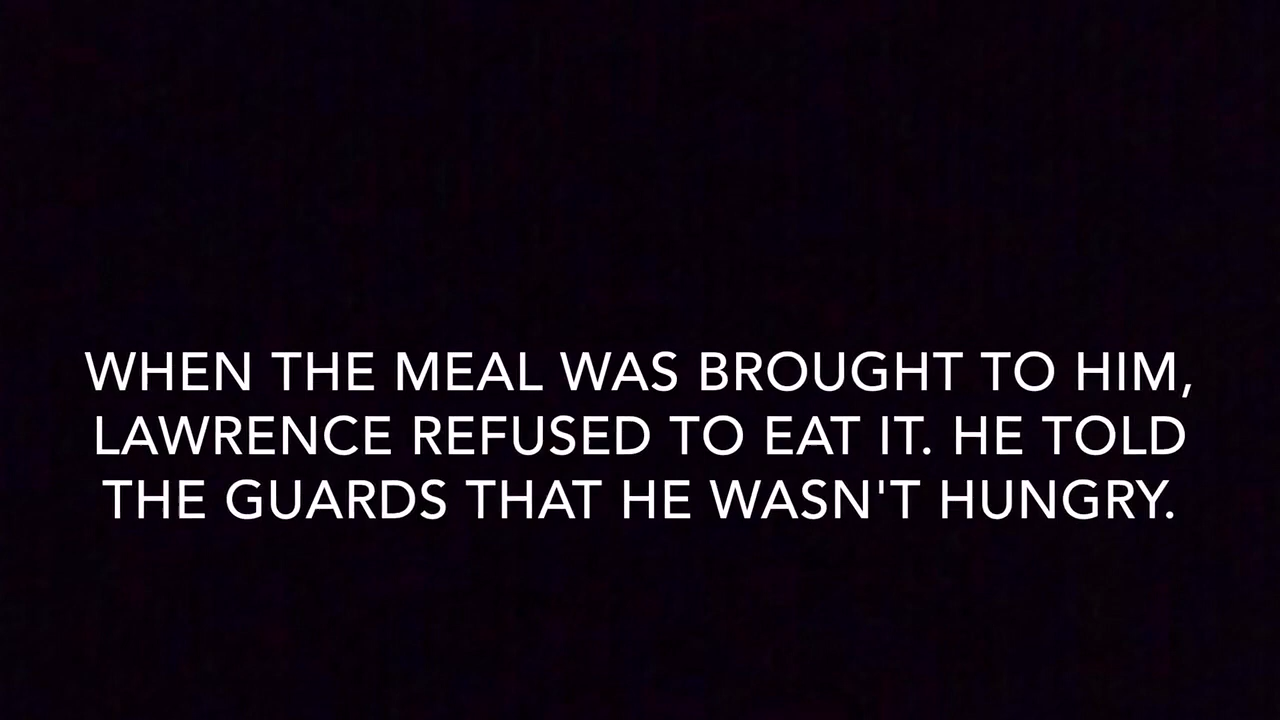 WHEN THE MEAL WAS BROUGHT TO HIM,
LAWRENCE REFUSED TO EAT IT. HE TOLD
THE GUARDS THAT HE WASN'T HUNGRY.